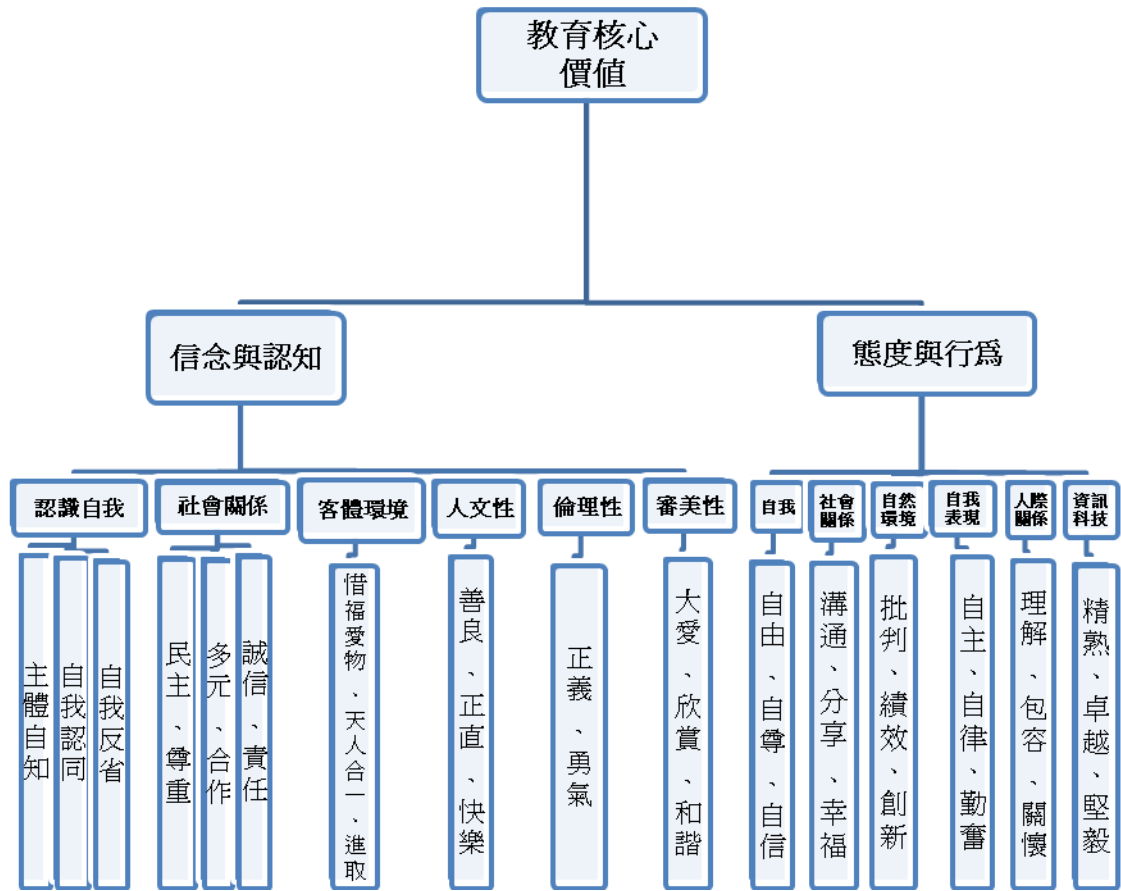 教育核心
價值
信念與認知
態度與行為
認識自我
社會關係
客體環境
人文性
倫理性
審美性
自我
社會
關係
自然
環境
自我
表現
人際
關係
資訊
科技
主體自知
自我認同
自我反省
民主、尊重
多元、合作
誠信、責任
惜福愛物、天人合一、進取
善良、正直、快樂
正義、勇氣
大愛、欣賞、和諧
自由、自尊、自信
溝通、分享、幸福
批判、績效、創新
自主、自律、勤奮
理解、包容、關懷
精熟、卓越、堅毅